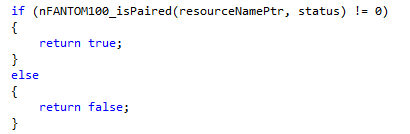 if (nFANTOM100_isPaired(resourceNamePtr, status) != 0)
{
    return true;
}
else
{
    return false;
}